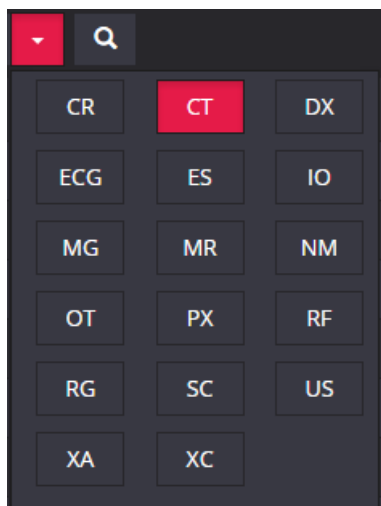 CR CT DX
ECG ES IO
MG MR NM
OT PX RF
RG SC US
XA XC